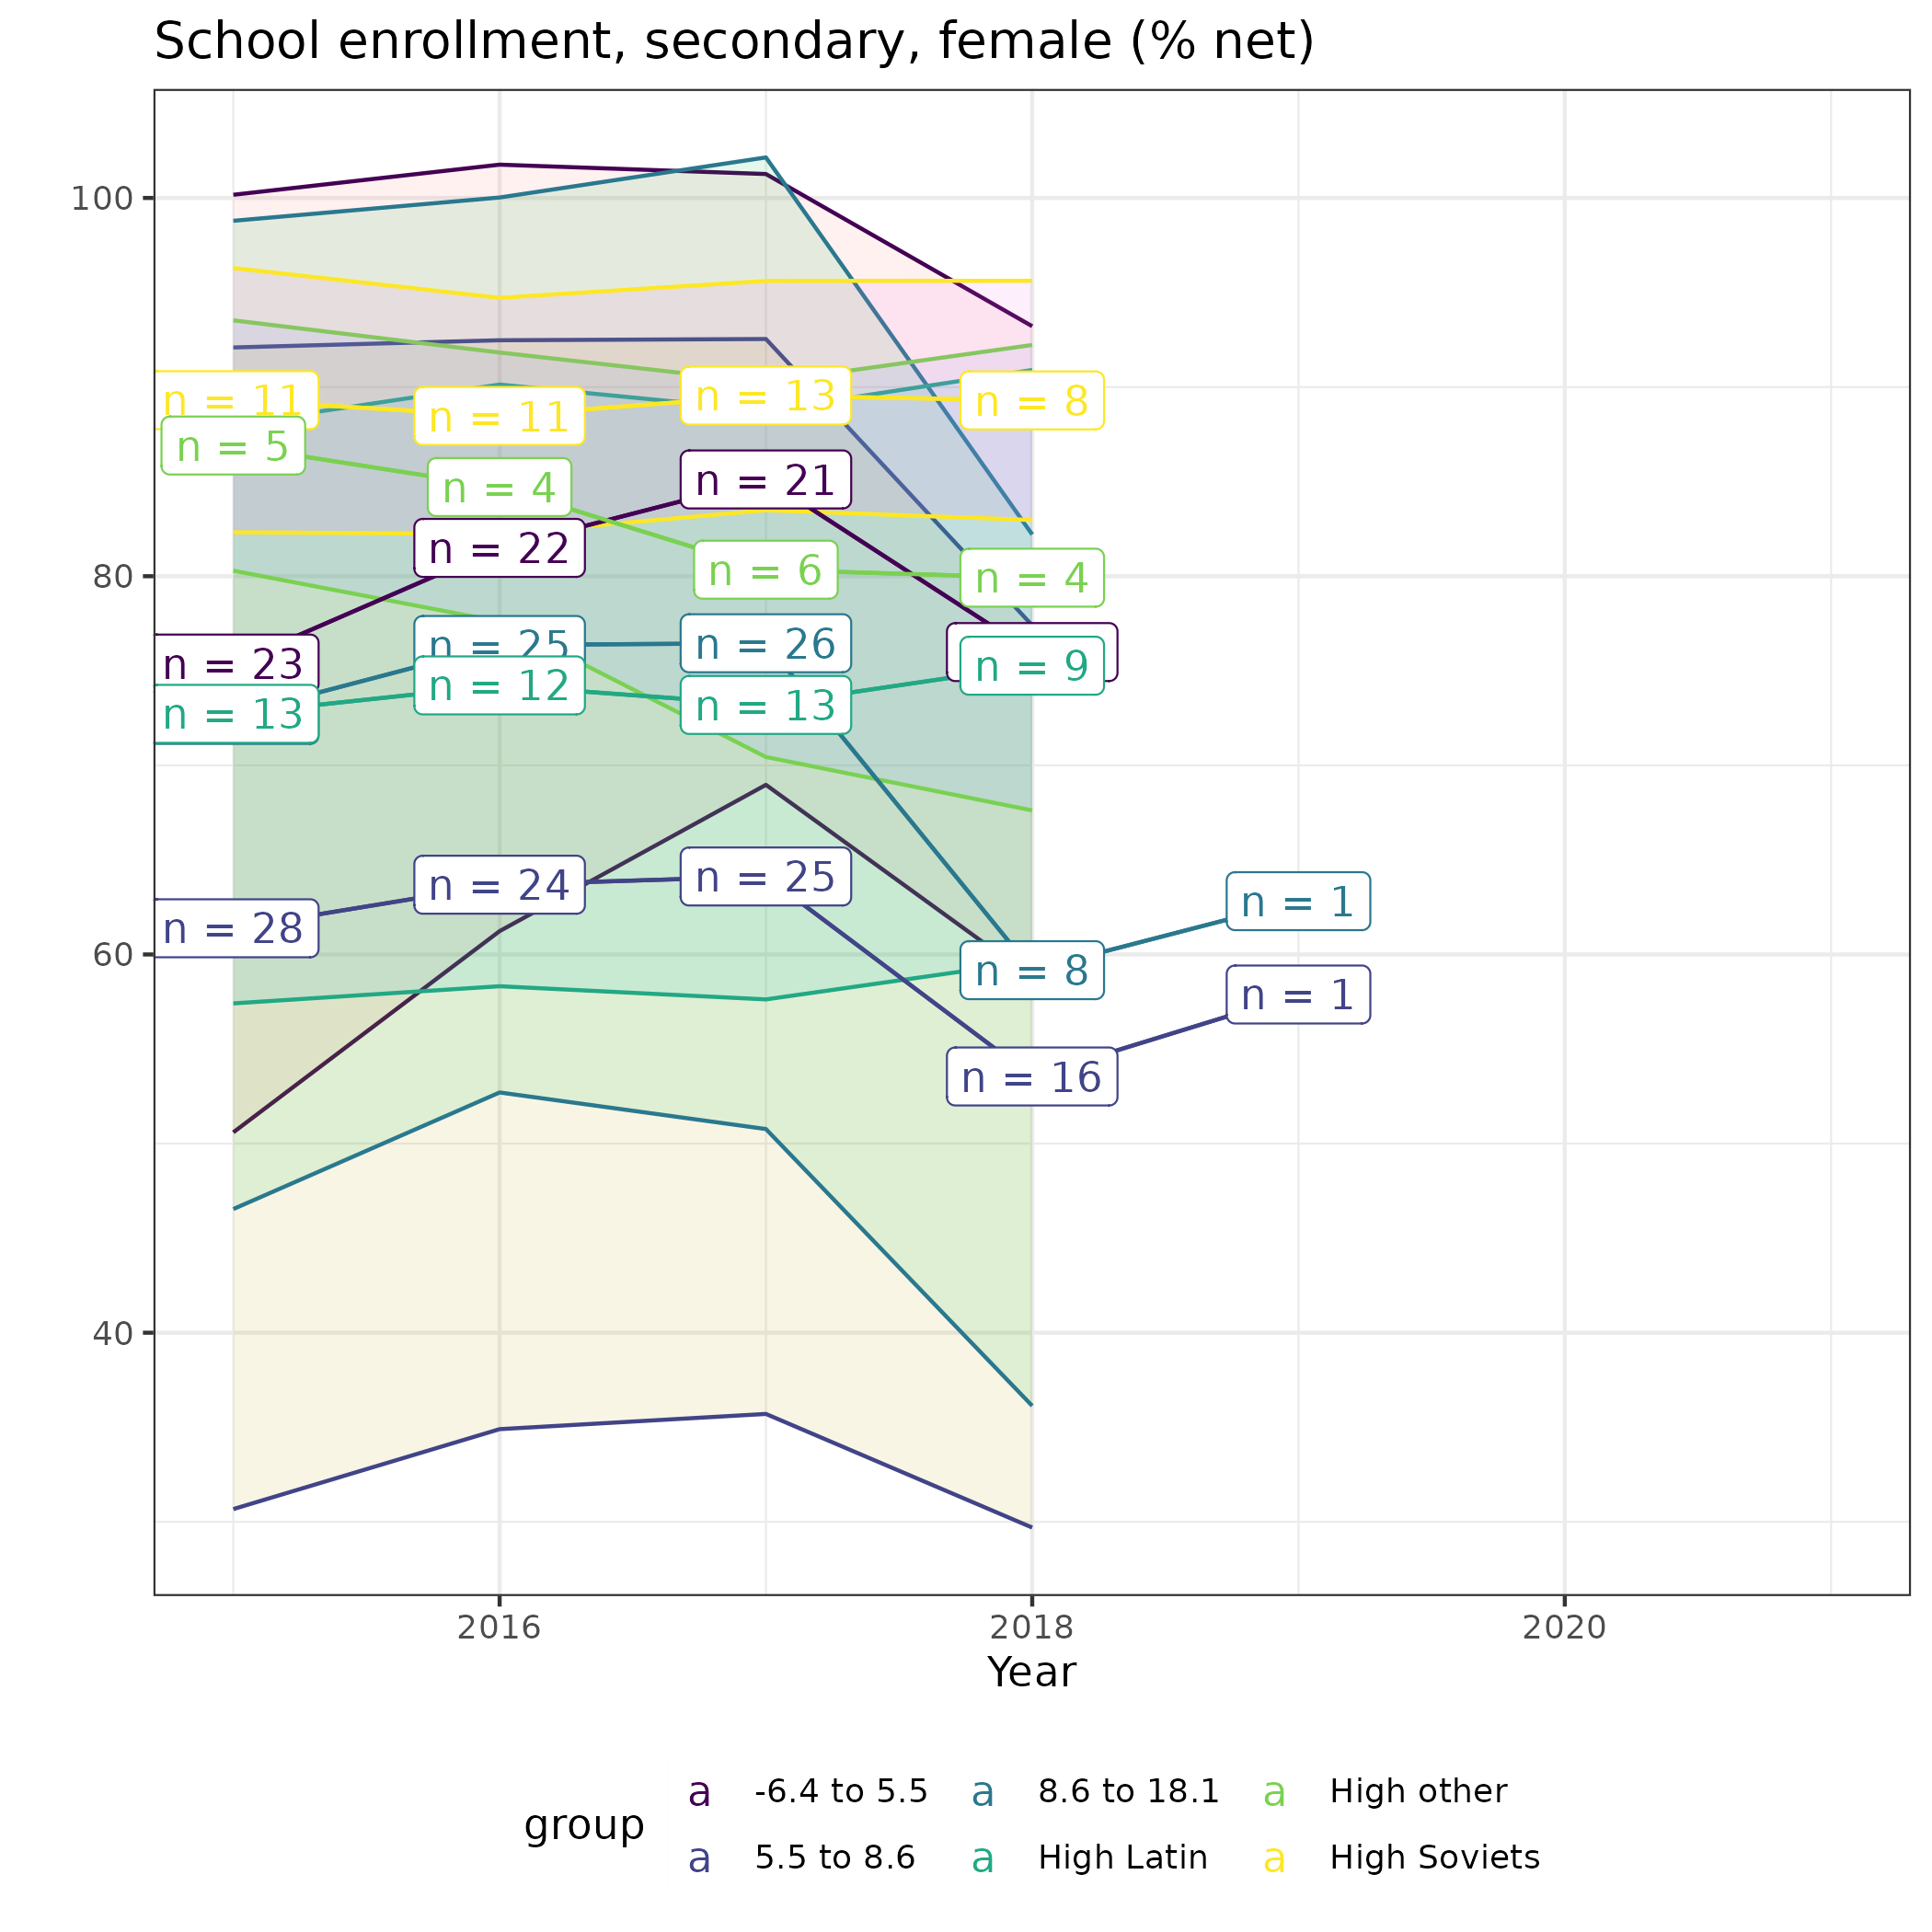 School enrollment, secondary, female (% net)
100
80
60
40
n = 11
n = 11
n = 13
n = 8
n = 5
n = 4
n = 21
n = 22
n = 6
n = 4
n = 23
n = 25
n = 26
n = 9
n = 13
n = 12
n = 13
n = 28
n = 24
n = 25
n = 8
n = 1
n = 16
n = 1
2016 2018 2020
Year
group
a -6.4 to 5.5 a 8.6 to 18.1 a High other
a 5.5 to 8.6 a High Latin a High Soviets